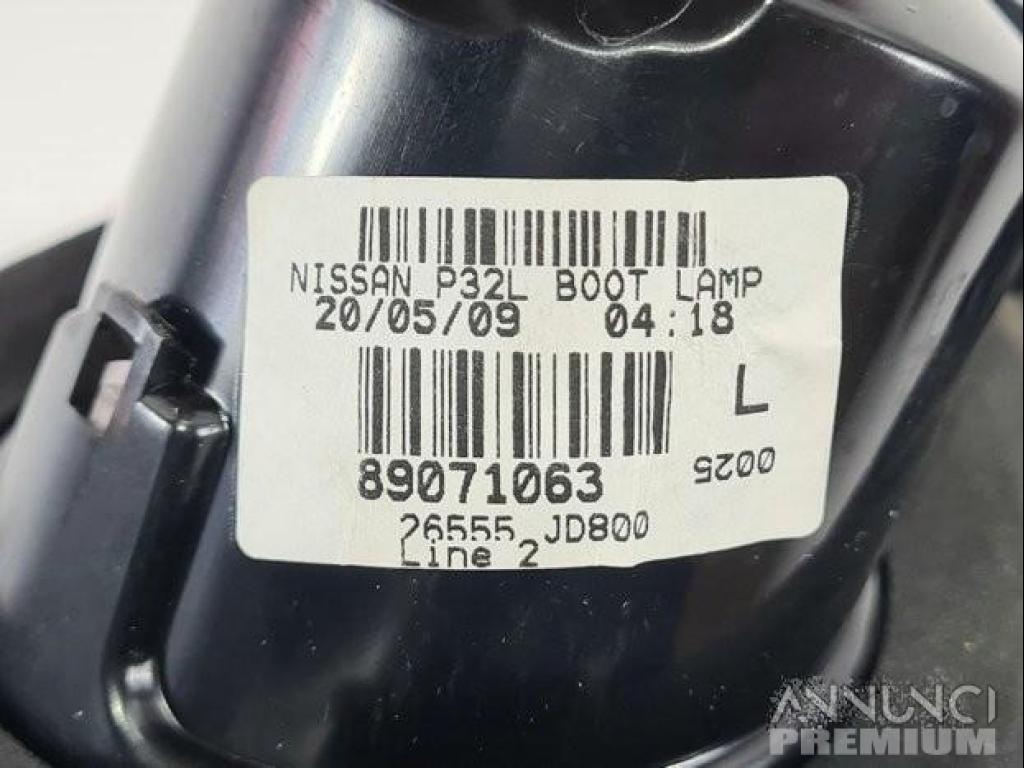 NISSAN P32L BOOT LAMP
20/05/09 04:18
L
89071063
0025
26555 JD800
Line 2
ANNUNCI
PREMIUM